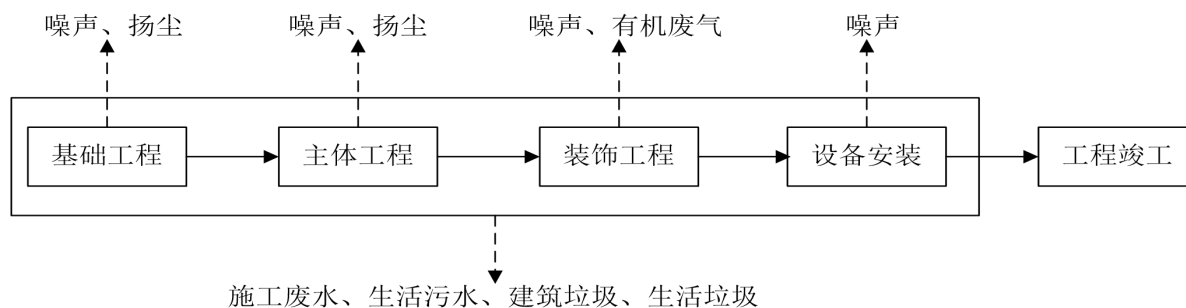 噪声、扬尘
噪声、扬尘
噪声、有机废气
噪声
基础工程
主体工程
装饰工程
设备安装
工程竣工
施工废水、生活污水、建筑垃圾、生活垃圾